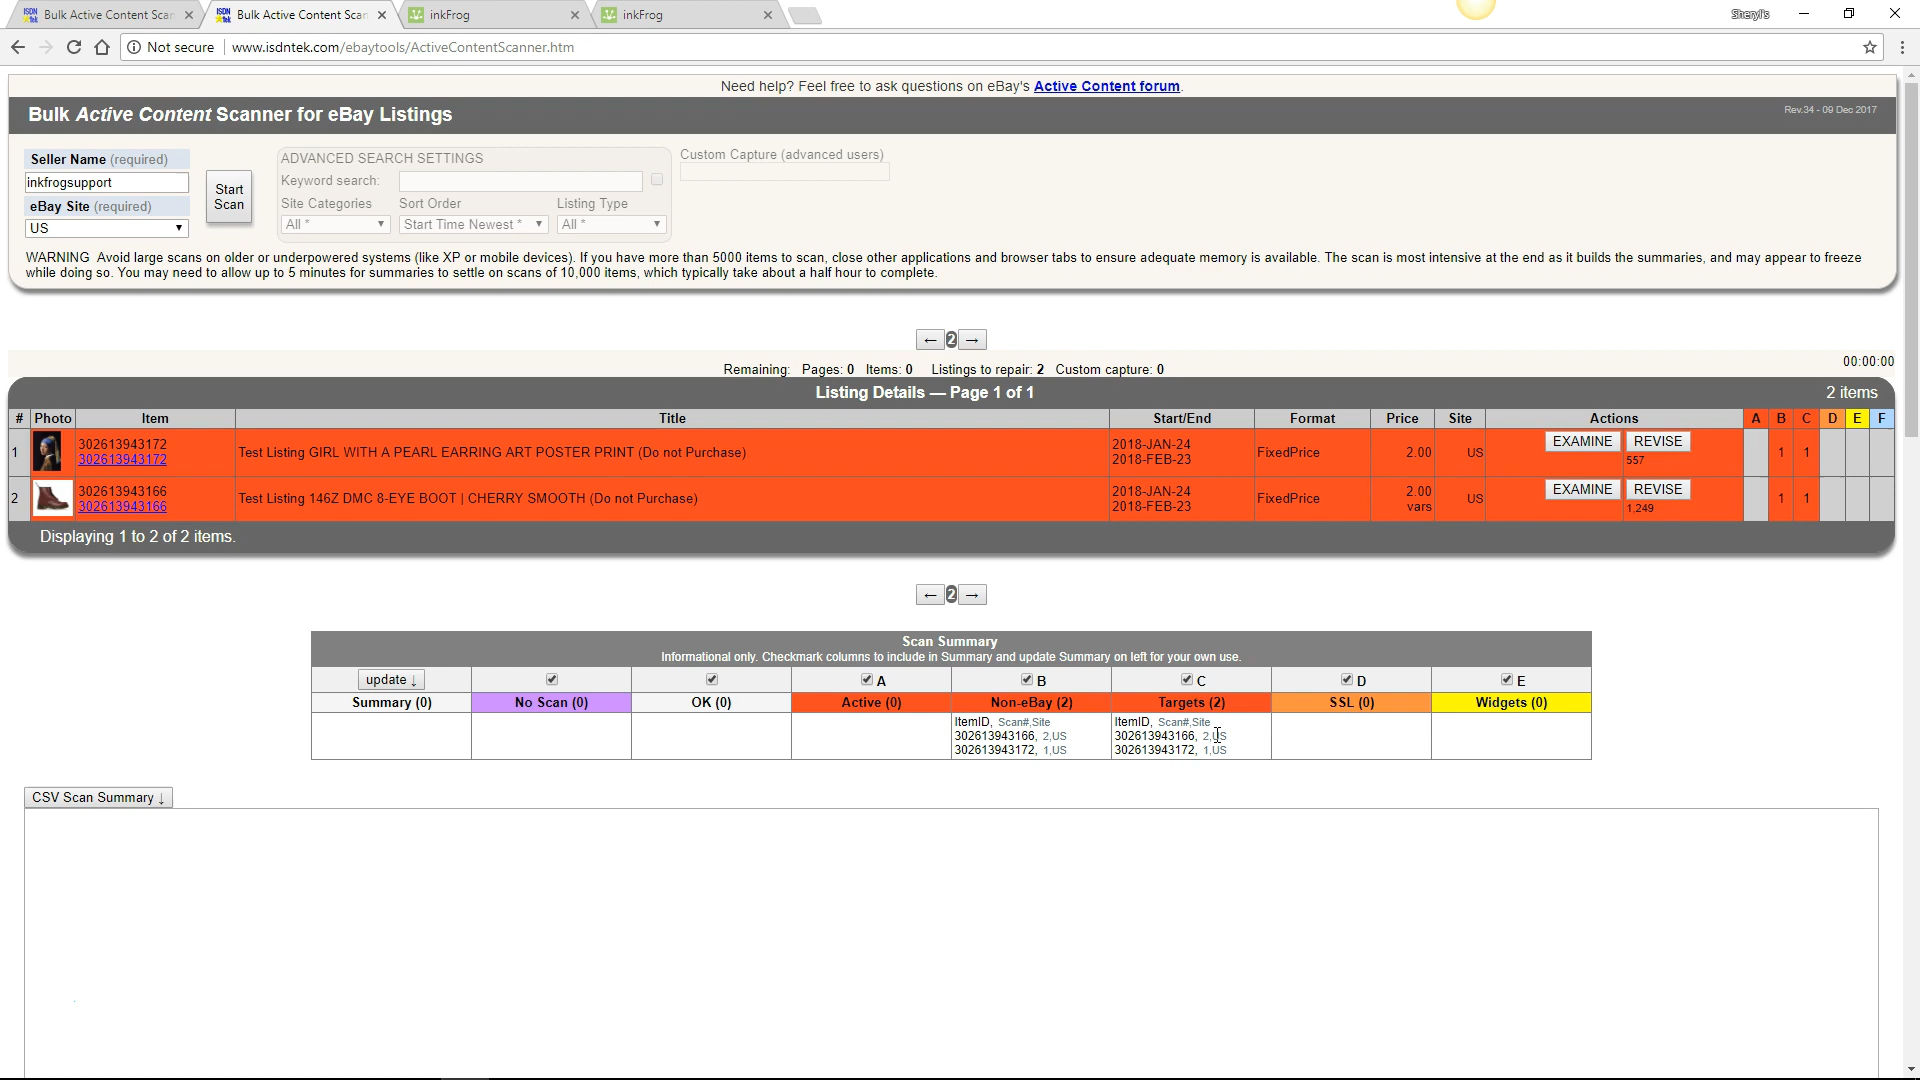 Bulk Active Content Scan
Bulk Active Content Scan
inkFrog
inkFrog
Sheryl's
Not secure
www.isdntek.com/ebaytools/ActiveContentScanner.htm
Need help? Feel free to ask questions on eBay's Active Content forum.
Bulk Active Content Scanner for eBay Listings
Rev.34 - 09 Dec 2017
Seller Name (required)
inkfrogsupport
eBay Site (required)
US
Start
Scan
ADVANCED SEARCH SETTINGS
Keyword search:
Site Categories Sort Order Listing Type
All * Start Time Newest * All *
Custom Capture (advanced users)
WARNING Avoid large scans on older or underpowered systems (like XP or mobile devices). If you have more than 5000 items to scan, close other applications and browser tabs to ensure adequate memory is available. The scan is most intensive at the end as it builds the summaries, and may appear to freeze
while doing so. You may need to allow up to 5 minutes for summaries to settle on scans of 10,000 items, which typically take about a half hour to complete.
← 2 →
00:00:00
Remaining: Pages: 0 Items: 0 Listings to repair: 2 Custom capture: 0
Listing Details — Page 1 of 1
2 items
# Photo Item Title Start/End Format Price Site Actions A B C D E F
1 302613943172 Test Listing GIRL WITH A PEARL EARRING ART POSTER PRINT (Do not Purchase) 2018-JAN-24 FixedPrice 2.00 US EXAMINE REVISE 1 1
302613943172 2018-FEB-23 557
2 302613943166 Test Listing 146Z DMC 8-EYE BOOT | CHERRY SMOOTH (Do not Purchase) 2018-JAN-24 FixedPrice 2.00 US EXAMINE REVISE 1 1
302613943166 2018-FEB-23 vars 1,249
Displaying 1 to 2 of 2 items.
← 2 →
Scan Summary
Informational only. Checkmark columns to include in Summary and update Summary on left for your own use.
update ↓ A B C D E
Summary (0) No Scan (0) OK (0) Active (0) Non-eBay (2) Targets (2) SSL (0) Widgets (0)
ItemID, Scan#,Site ItemID, Scan#,Site
302613943166, 2,US 302613943166, 2,US
302613943172, 1,US 302613943172, 1,US
CSV Scan Summary ↓